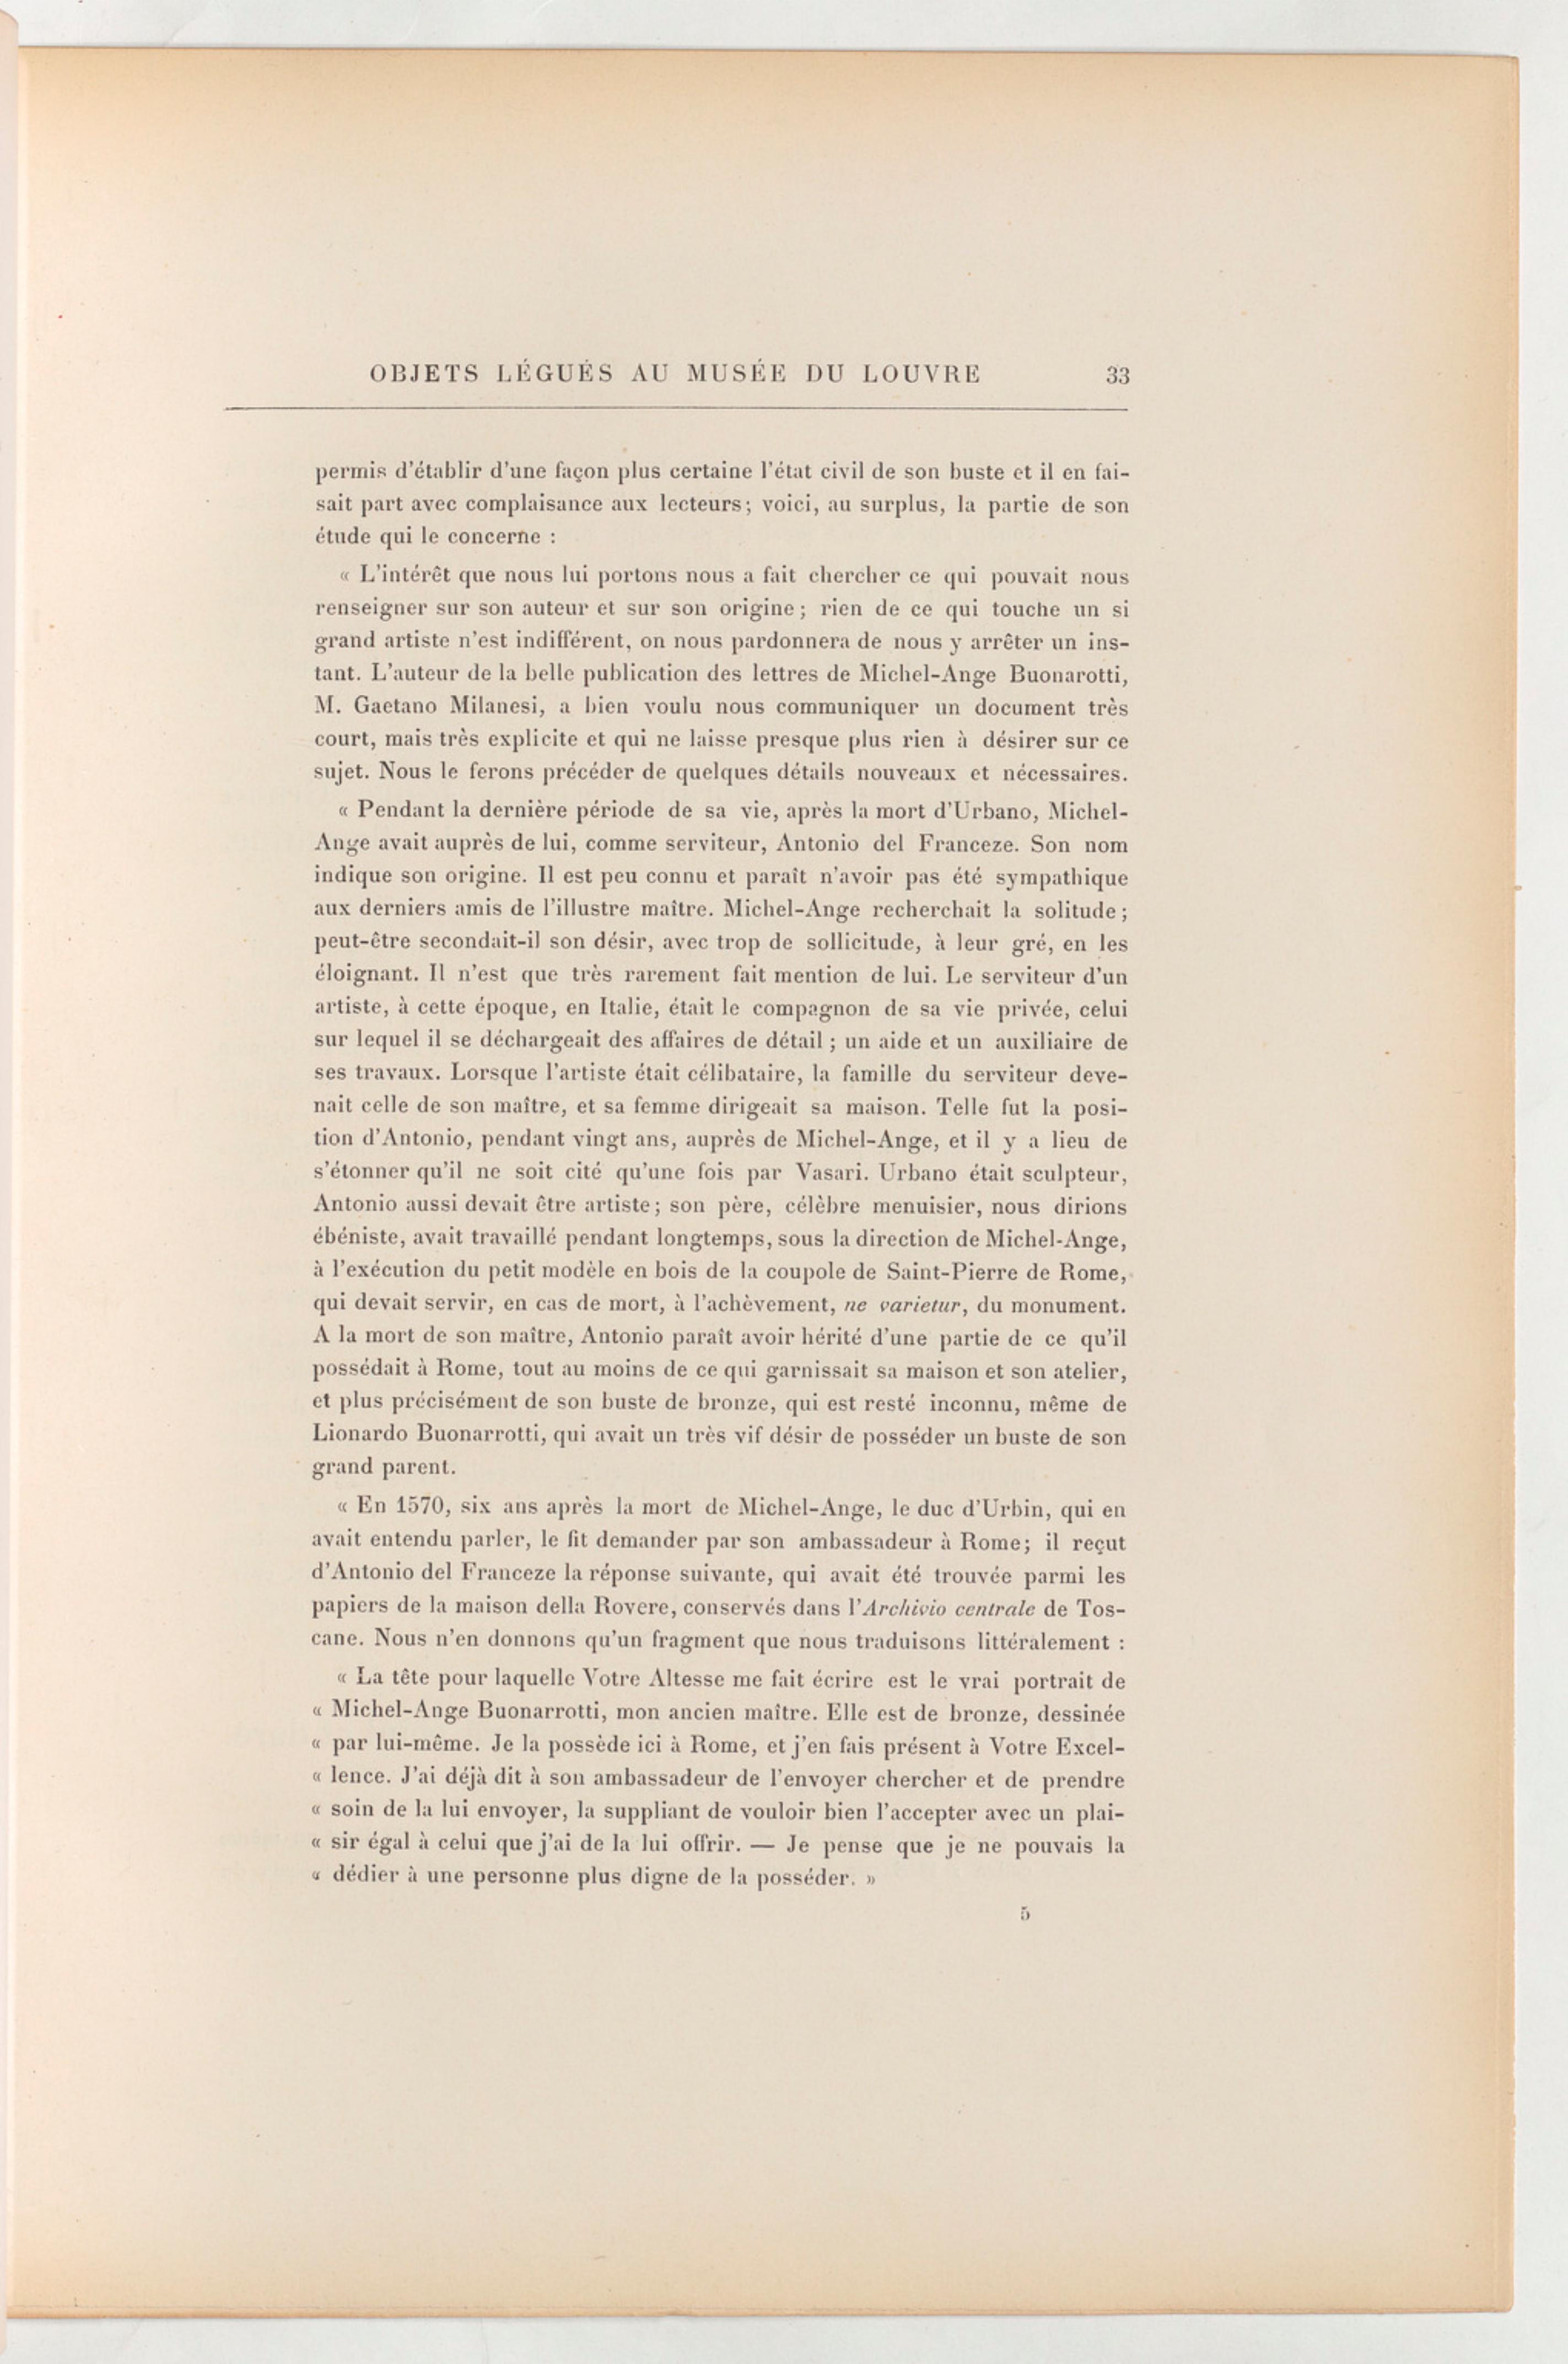 OBJETS LÉGUÉS AU MUSÉE DU LOUVRE 33
permis d'établir d'une façon plus certaine l'état civil de son buste et il en fai-
sait part avec complaisance aux lecteurs; voici, au surplus, la partie de son
étude qui le concerne :
« L'intérêt que nous lui portons nous a fait chercher ce qui pouvait nous
renseigner sur son auteur et sur son origine; rien de ce qui touche un si
grand artiste n'est indifférent, on nous pardonnera de nous y arrêter un ins-
tant. L'auteur de la belle publication des lettres de Michel-Ange Buonarotti,
M. Gaetano Milanesi, a bien voulu nous communiquer un document très
court, mais très explicite et qui ne laisse presque plus rien à désirer sur ce
sujet. Nous le ferons précéder de quelques détails nouveaux et nécessaires.
« Pendant la dernière période de sa vie, après la mort d'Urbano, Michel-
Ange avait auprès de lui, comme serviteur, Antonio del Franceze. Son nom
indique son origine. Il est peu connu et paraît n'avoir pas été sympathique
aux derniers amis de l'illustre maître. Michel-Ange recherchait la solitude;
peut-être secondait-il son désir, avec trop de sollicitude, à leur gré, en les
éloignant. Il n'est que très rarement fait mention de lui. Le serviteur d'un
artiste, à cette époque, en Italie, était le compagnon de sa vie privée, celui
sur lequel il se déchargeait des affaires de détail ; un aide et un auxiliaire de
ses travaux. Lorsque l'artiste était célibataire, la famille du serviteur deve-
nait celle de son maître, et sa femme dirigeait sa maison. Telle fut la posi-
tion d'Antonio, pendant vingt ans, auprès de Michel-Ange, et il y a lieu de
s'étonner qu'il ne soit cité qu'une fois par Vasari. Urbano était sculpteur,
Antonio aussi devait être artiste; son père, célèbre menuisier, nous dirions
ébéniste, avait travaillé pendant longtemps, sous la direction de Michel-Ange,
à l'exécution du petit modèle en bois de la coupole de Saint-Pierre de Rome,
qui devait servir, en cas de mort, à l'achèvement, ne varietur, du monument.
A la mort de son maître, Antonio paraît avoir hérité d'une partie de ce qu'il
possédait à Rome, tout au moins de ce qui garnissait sa maison et son atelier,
et plus précisément de son buste de bronze, qui est resté inconnu, même de
Lionardo Buonarrotti, qui avait un très vif désir de posséder un buste de son
grand parent.
« En 1570, six ans après la mort de Michel-Ange, le duc d'Urbin, qui en
avait entendu parler, le fit demander par son ambassadeur à Rome; il reçut
d'Antonio del Franceze la réponse suivante, qui avait été trouvée parmi les
papiers de la maison della Rovere, conservés dans l'Archivio centrale de Tos-
cane. Nous n'en donnons qu'un fragment que nous traduisons littéralement :
« La tête pour laquelle Votre Altesse me fait écrire est le vrai portrait de
« Michel-Ange Buonarrotti, mon ancien maître. Elle est de bronze, dessinée
« par lui-même. Je la possède ici à Rome, et j'en fais présent à Votre Excel-
« lence. J'ai déjà dit à son ambassadeur de l'envoyer chercher et de prendre
« soin de la lui envoyer, la suppliant de vouloir bien l'accepter avec un plai-
« sir égal à celui que j'ai de la lui offrir. — Je pense que je ne pouvais la
« dédier à une personne plus digne de la posséder. »
5